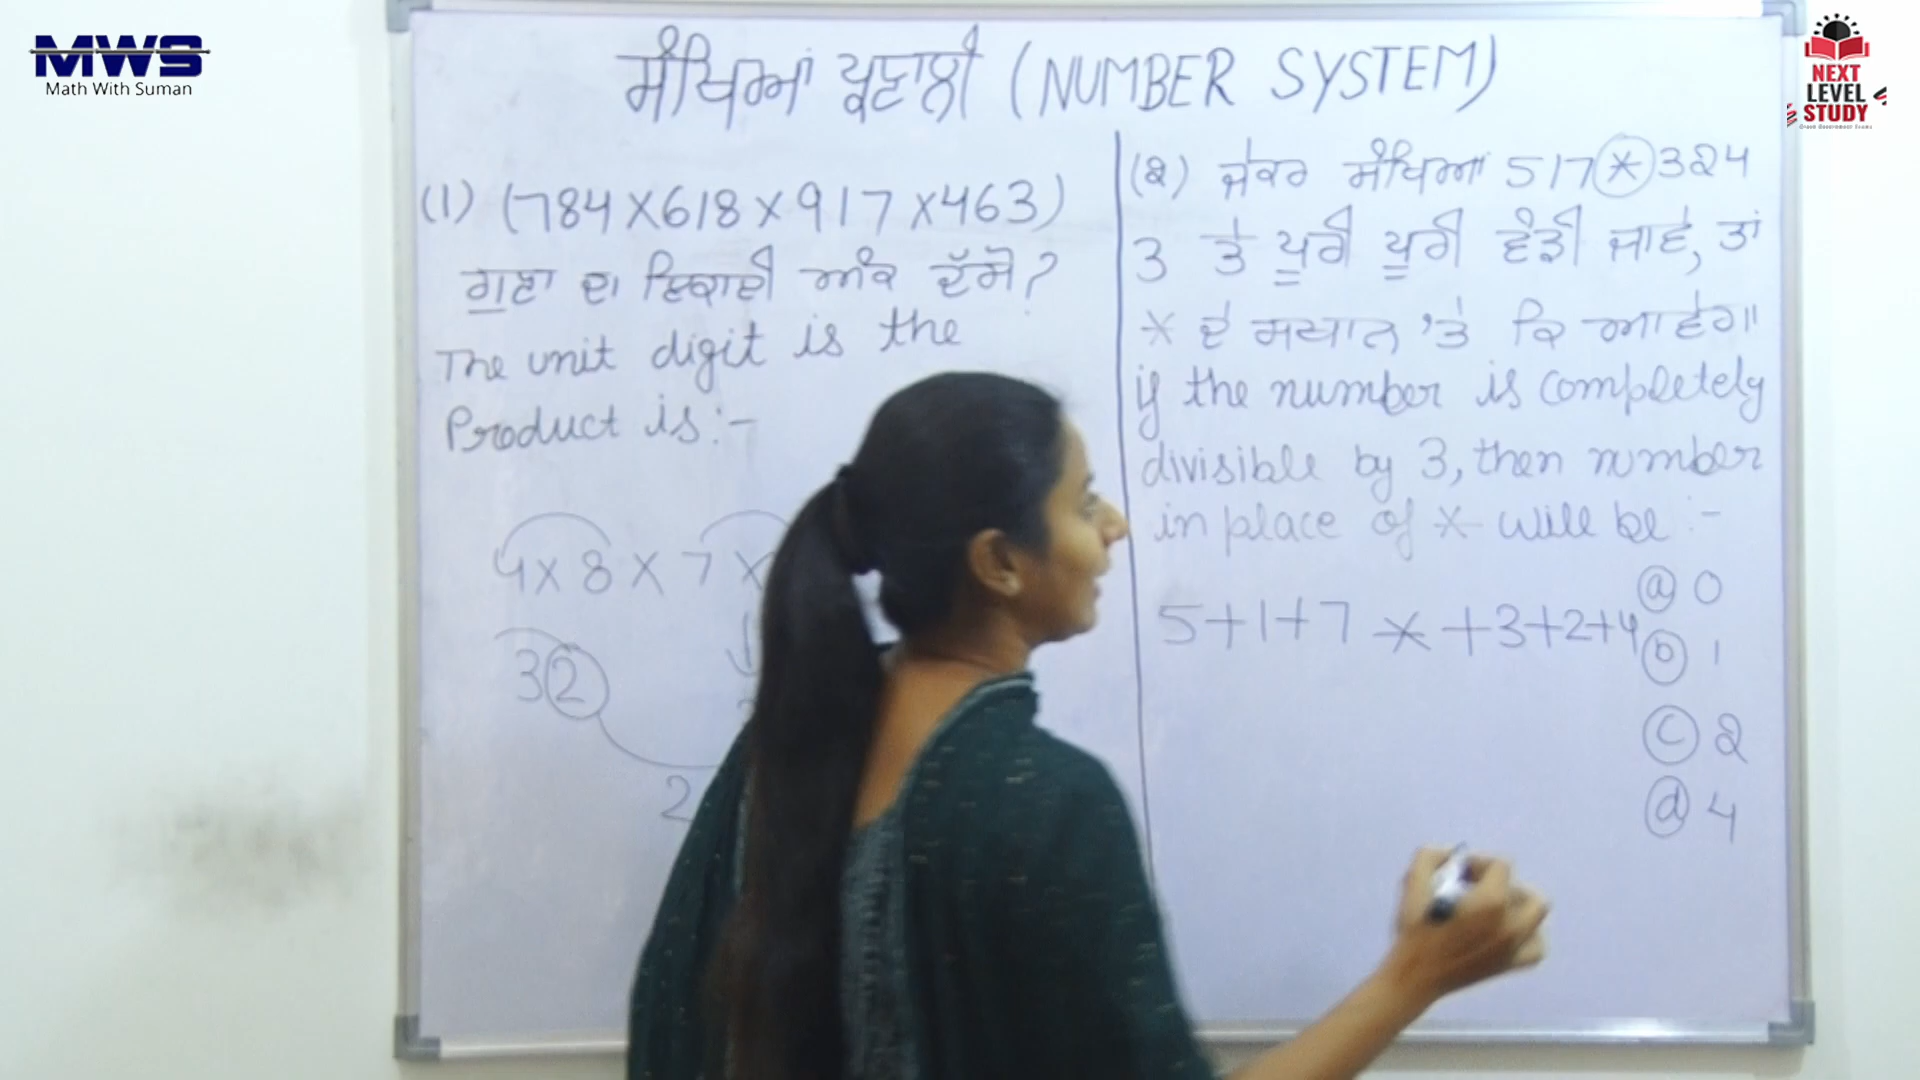 MWS
Math With Suman
NEXT
LEVEL
STUDY
ਸੰਖਿਆਂ ਪ੍ਰਣਾਲੀ (NUMBER SYSTEM)
(1) (784 X 618 X 917 X 463)
ਗੁਣਾ ਦਾ ਇਕਾਈ ਅੰਕ ਦੱਸੋ?
The unit digit is the
Product is :-
4 X 8 X 7 X
32
2
(2) ਜੇਕਰ ਸੰਖਿਆਂ 517*324
3 ਤੇ ਪੂਰੀ ਪੂਰੀ ਵੰਡੀ ਜਾਵੇ, ਤਾਂ
* ਦੇ ਸਥਾਨ 'ਤੇ ਕਿ ਆਵੇਗਾ
if the number is completely
divisible by 3, then number
in place of * will be :-
5+1+7 * +3+2+4
(a) 0
(b) 1
(c) 2
(d) 4